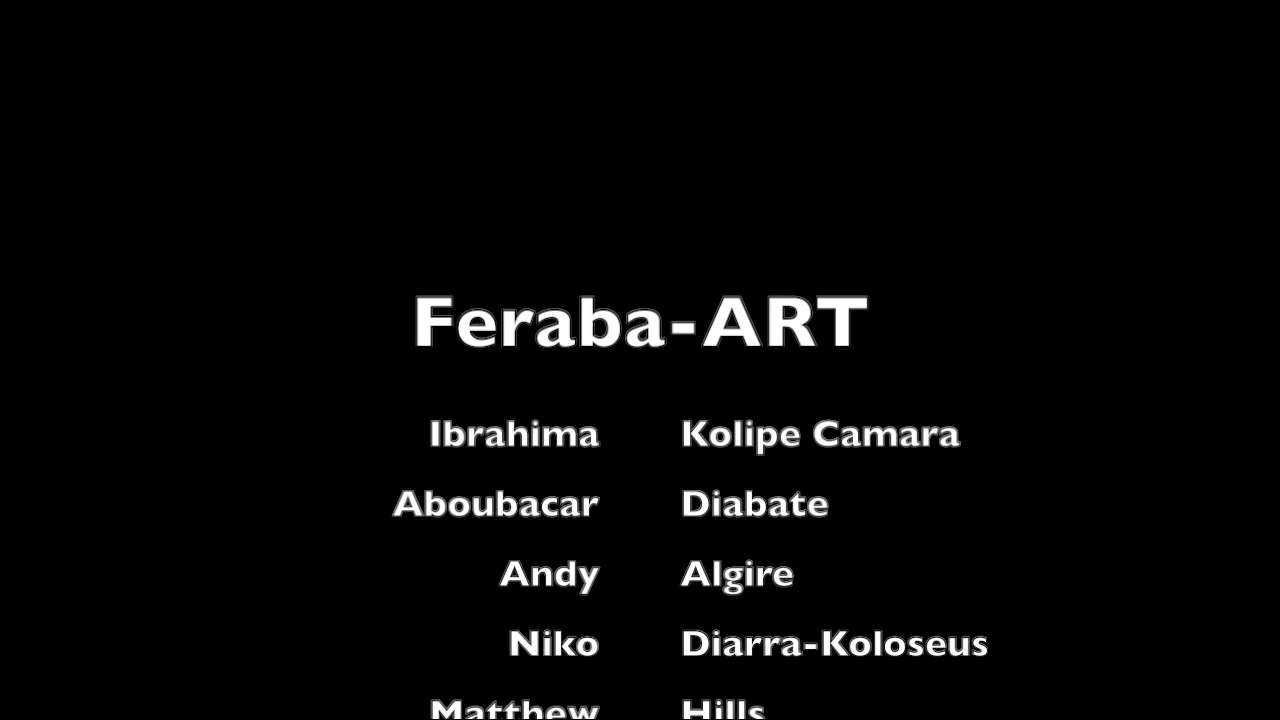 Feraba-ART
Ibrahima Kolipe Camara
Aboubacar Diabate
Andy Algire
Niko Diarra-Koloseus
Matthew Hills